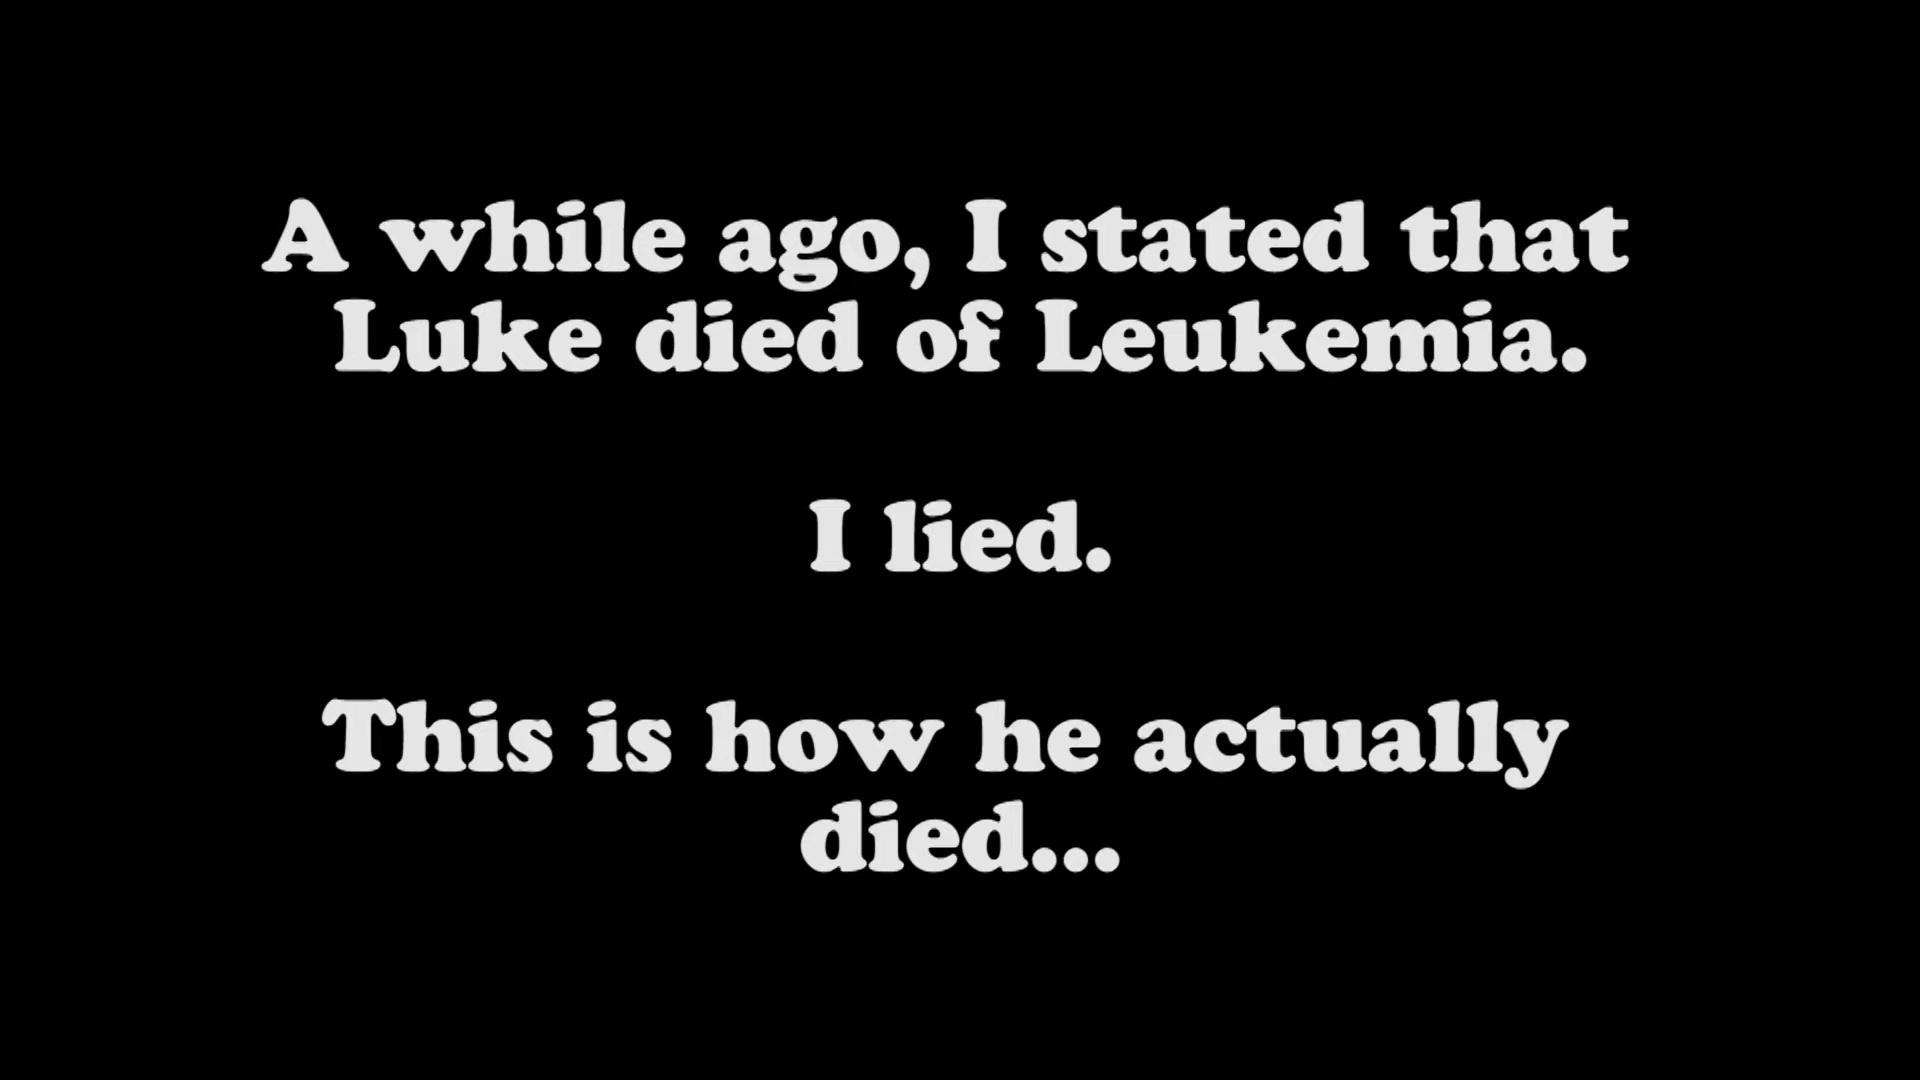 A while ago, I stated that
Luke died of Leukemia.
I lied.
This is how he actually
died...